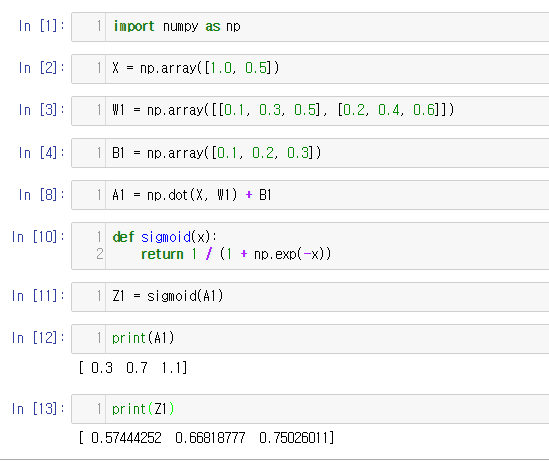 In [1]: 1 import numpy as np
In [2]: 1 X = np.array([1.0, 0.5])
In [3]: 1 W1 = np.array([[0.1, 0.3, 0.5], [0.2, 0.4, 0.6]])
In [4]: 1 B1 = np.array([0.1, 0.2, 0.3])
In [8]: 1 A1 = np.dot(X, W1) + B1
In [10]: 1 def sigmoid(x):
2     return 1 / (1 + np.exp(-x))
In [11]: 1 Z1 = sigmoid(A1)
In [12]: 1 print(A1)
[ 0.3  0.7  1.1]
In [13]: 1 print(Z1)
[ 0.57444252  0.66818777  0.75026011]